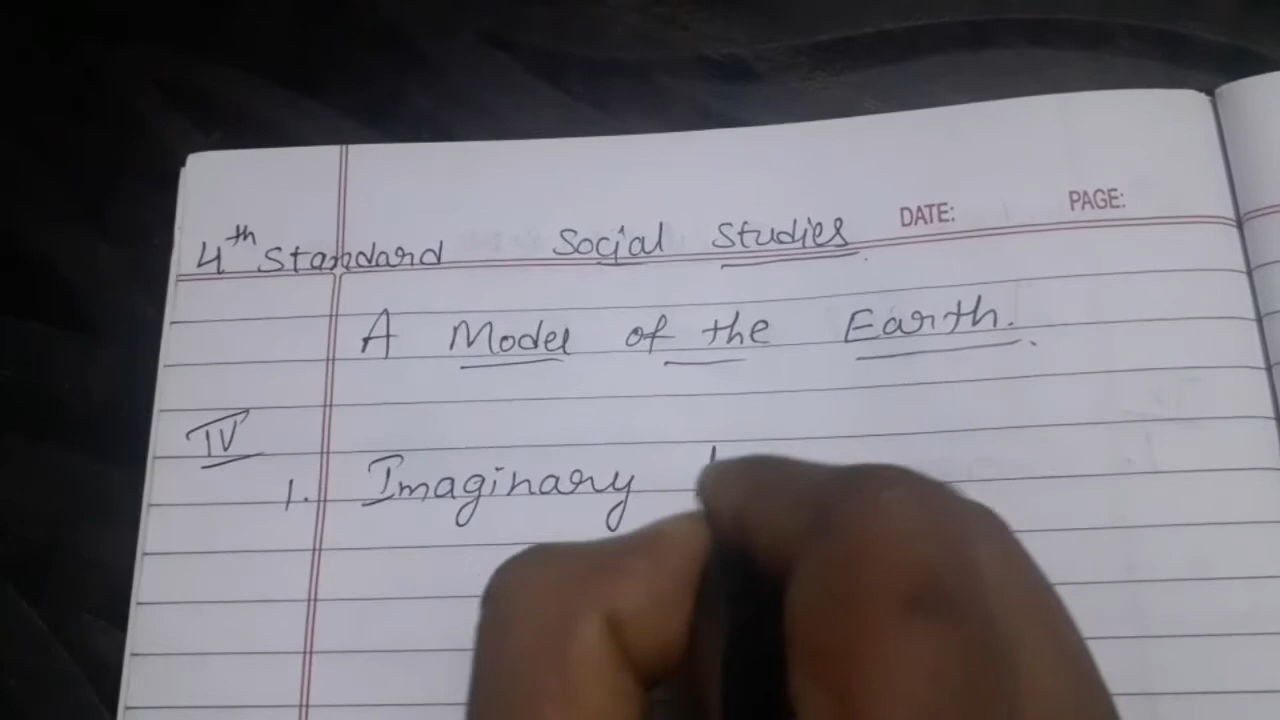 DATE: PAGE:
4th Standard Social Studies
A Model of the Earth.
IV
1. Imaginary